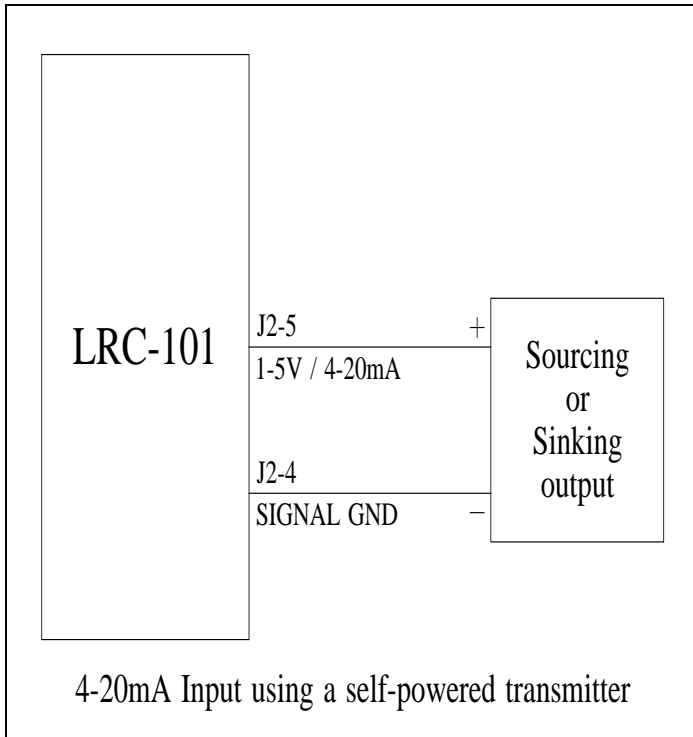 LRC-101
J2-5
+
1-5V / 4-20mA
J2-4
SIGNAL GND
−
Sourcing
or
Sinking
output
4-20mA Input using a self-powered transmitter